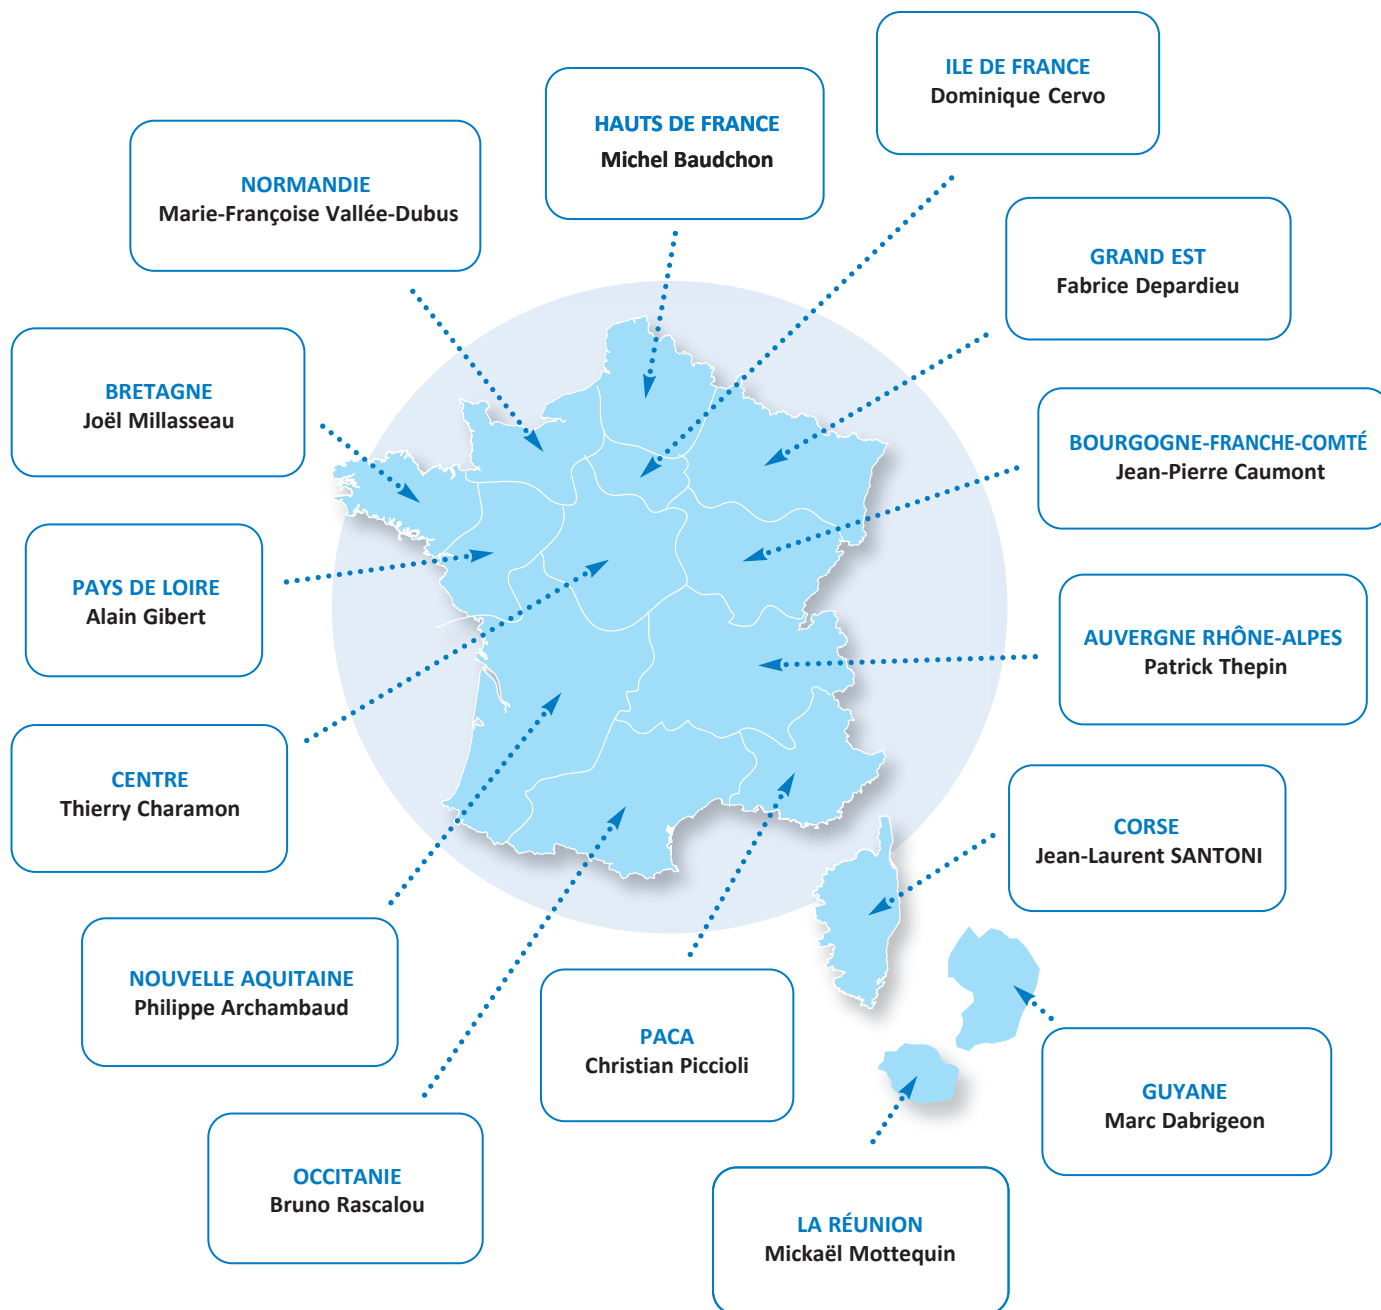 ILE DE FRANCE
Dominique Cervo
HAUTS DE FRANCE
Michel Baudchon
NORMANDIE
Marie-Françoise Vallée-Dubus
GRAND EST
Fabrice Depardieu
BRETAGNE
Joël Millasseau
BOURGOGNE-FRANCHE-COMTÉ
Jean-Pierre Caumont
PAYS DE LOIRE
Alain Gibert
AUVERGNE RHÔNE-ALPES
Patrick Thepin
CENTRE
Thierry Charamon
CORSE
Jean-Laurent SANTONI
NOUVELLE AQUITAINE
Philippe Archambaud
PACA
Christian Piccioli
GUYANE
Marc Dabrigeon
OCCITANIE
Bruno Rascalou
LA RÉUNION
Mickaël Mottequin